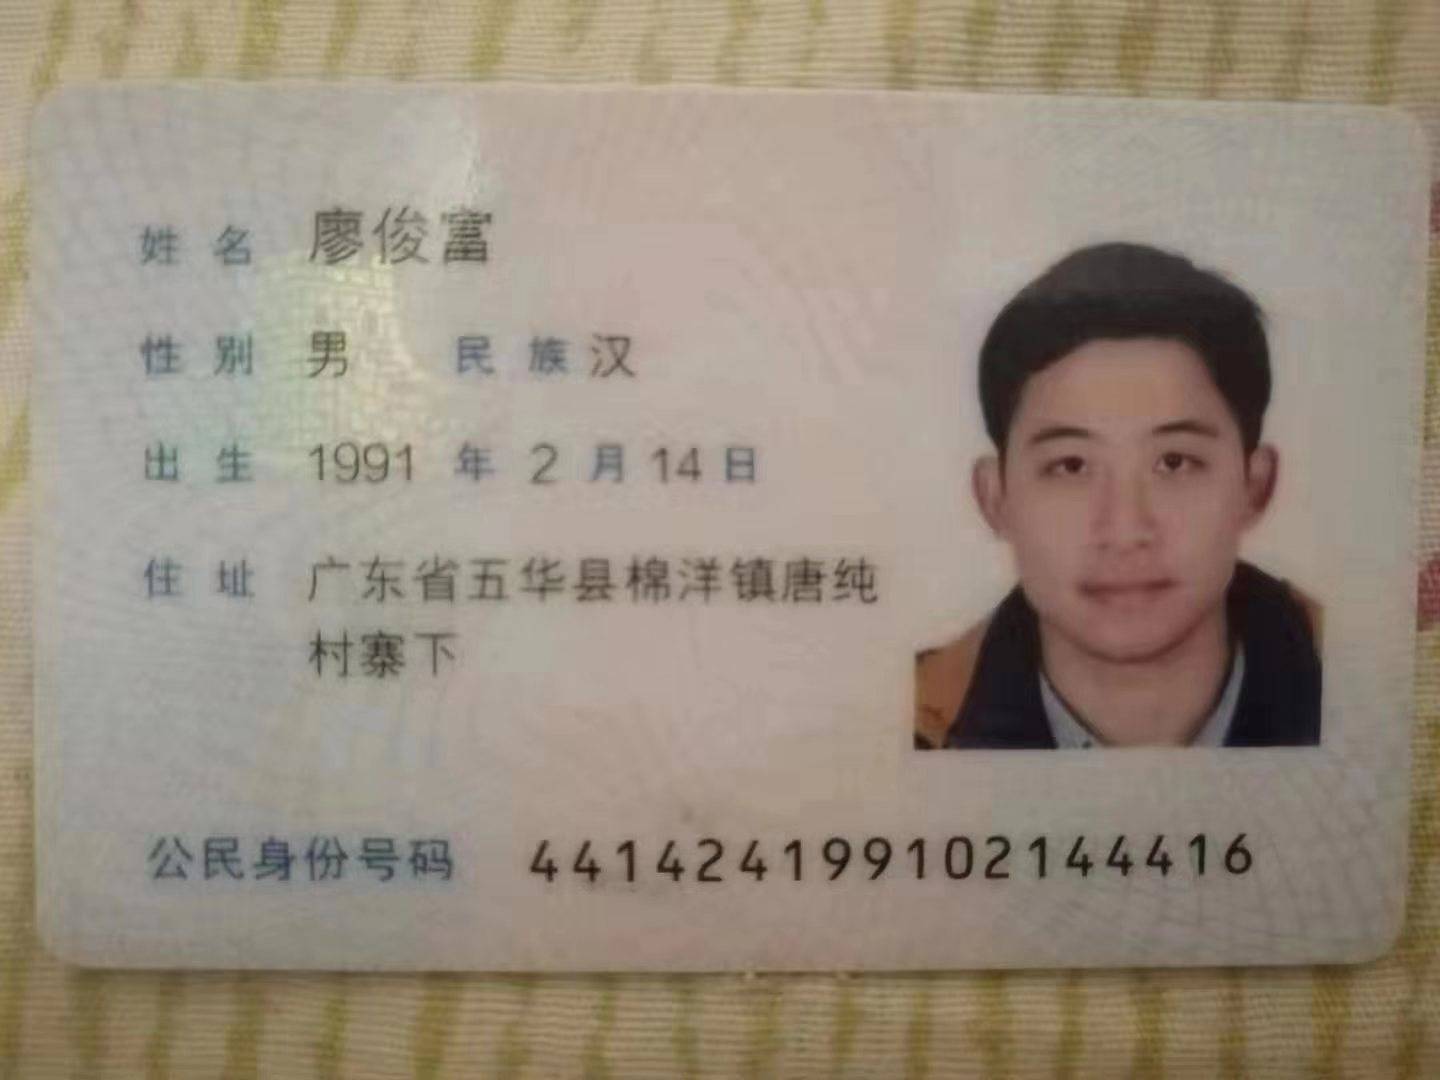 姓名 廖俊富
性别 男 民族 汉
出生 1991 年 2 月 14 日
住址 广东省五华县棉洋镇唐纯
村寨下
公民身份号码 441424199102144416